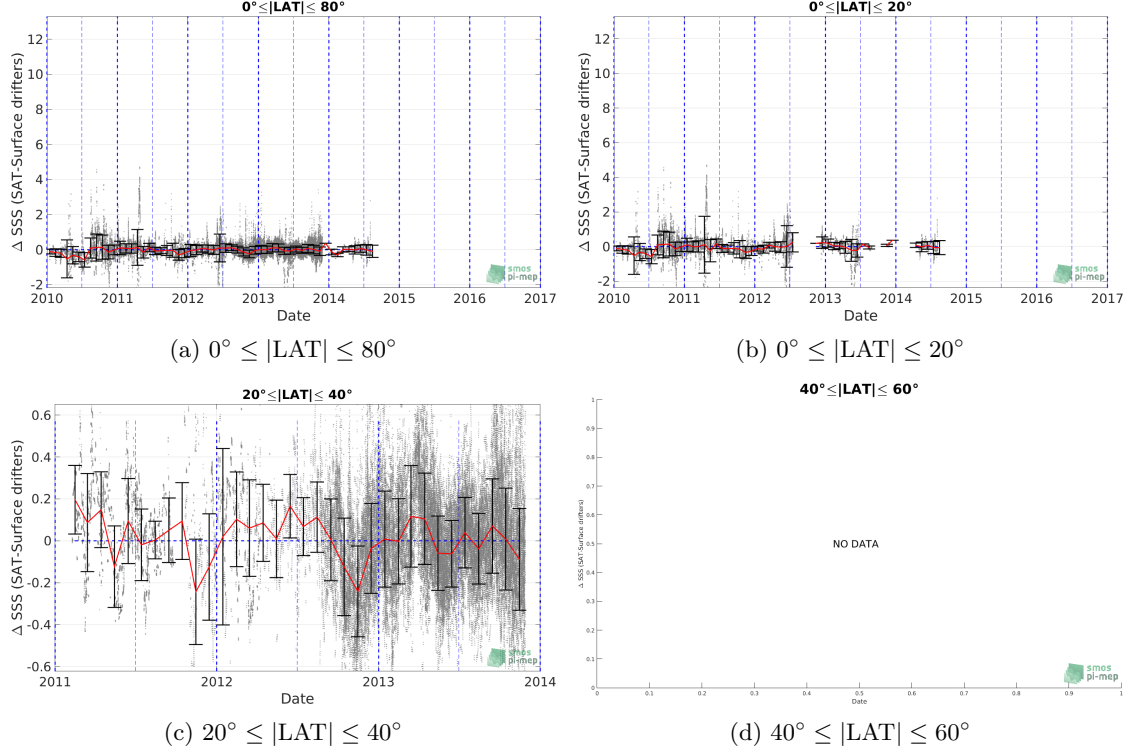 0°≤|LAT|≤ 80°
Δ SSS (SAT-Surface drifters)
12
10
8
6
4
2
0
-2
2010 2011 2012 2013 2014 2015 2016 2017
Date
smos
pi-mep
(a) 0° ≤ |LAT| ≤ 80°
0°≤|LAT|≤ 20°
Δ SSS (SAT-Surface drifters)
12
10
8
6
4
2
0
-2
2010 2011 2012 2013 2014 2015 2016 2017
Date
smos
pi-mep
(b) 0° ≤ |LAT| ≤ 20°
20°≤|LAT|≤ 40°
Δ SSS (SAT-Surface drifters)
0.6
0.4
0.2
0
-0.2
-0.4
-0.6
2011 2012 2013 2014
Date
smos
pi-mep
(c) 20° ≤ |LAT| ≤ 40°
40°≤|LAT|≤ 60°
Δ SSS (SAT-Surface drifters)
1
0.9
0.8
0.7
0.6
0.5
0.4
0.3
0.2
0.1
0
NO DATA
0 0.1 0.2 0.3 0.4 0.5 0.6 0.7 0.8 0.9 1
Date
smos
pi-mep
(d) 40° ≤ |LAT| ≤ 60°